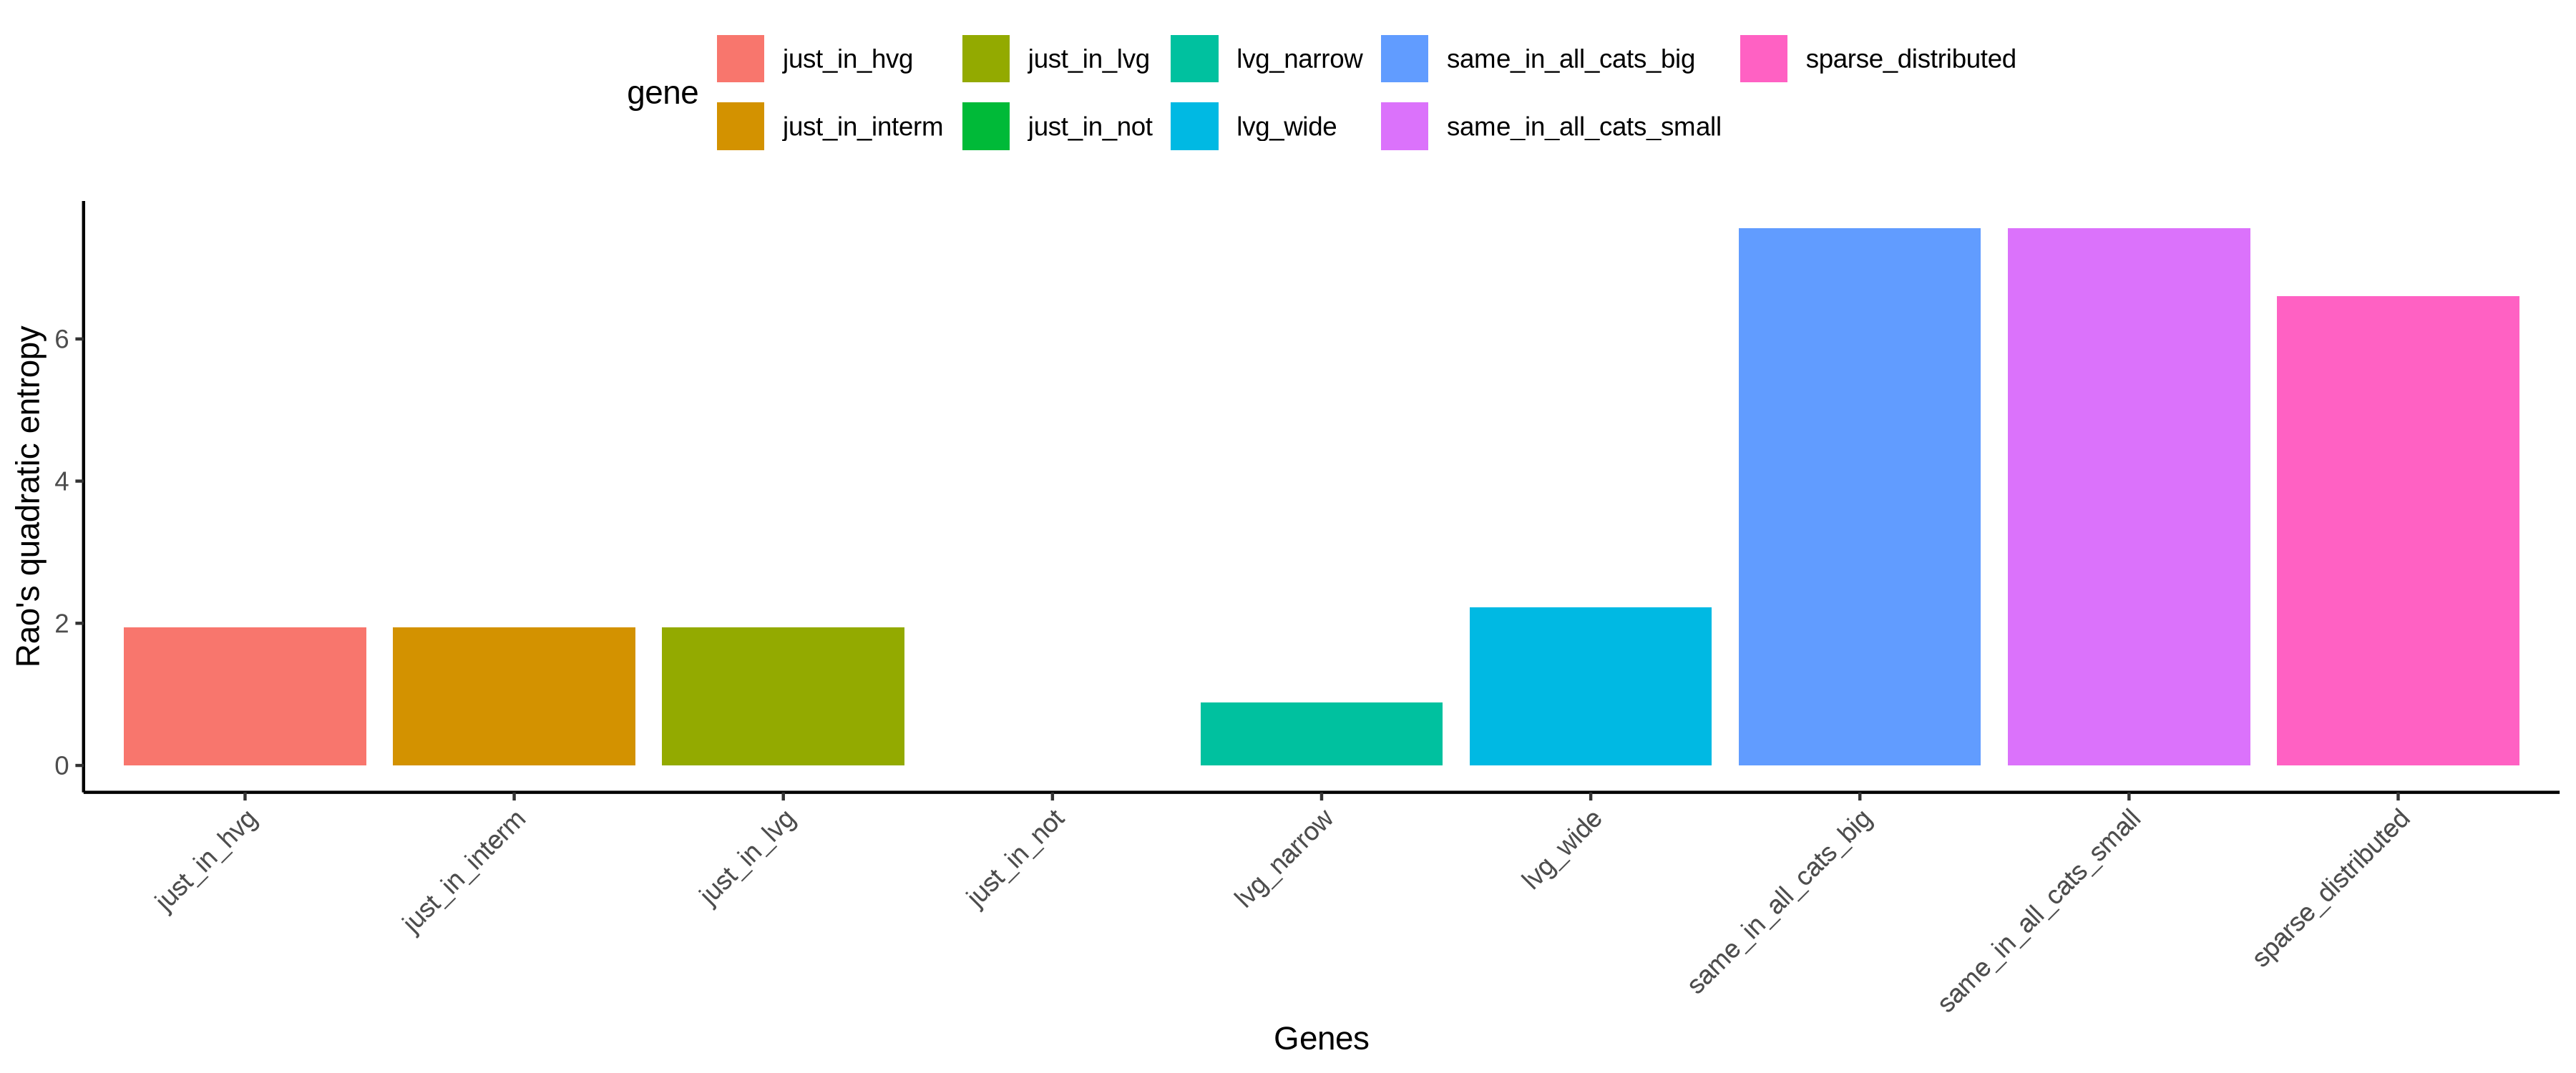 gene
just_in_hvg
just_in_lvg
lvg_narrow
same_in_all_cats_big
sparse_distributed
just_in_interm
just_in_not
lvg_wide
same_in_all_cats_small
Rao's quadratic entropy
6
4
2
0
just_in_hvg
just_in_interm
just_in_lvg
just_in_not
lvg_narrow
lvg_wide
same_in_all_cats_big
same_in_all_cats_small
sparse_distributed
Genes